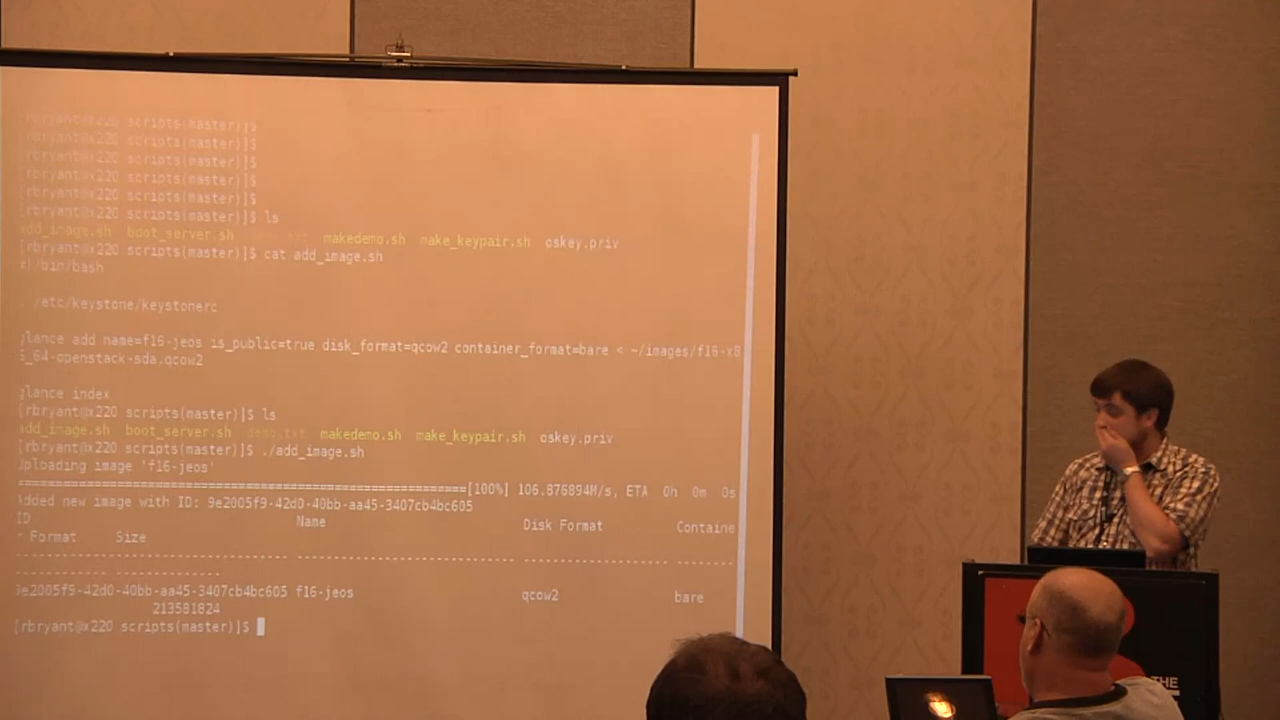 [rbryant@x220 scripts(master)]$
[rbryant@x220 scripts(master)]$
[rbryant@x220 scripts(master)]$
[rbryant@x220 scripts(master)]$
[rbryant@x220 scripts(master)]$
[rbryant@x220 scripts(master)]$ ls
add_image.sh boot_server.sh demo.txt makedemo.sh make_keypair.sh oskey.priv
[rbryant@x220 scripts(master)]$ cat add_image.sh
#!/bin/bash
. /etc/keystone/keystonerc
glance add name=f16-jeos is_public=true disk_format=qcow2 container_format=bare < ~/images/f16-x8
6_64-openstack-sda.qcow2
glance index
[rbryant@x220 scripts(master)]$ ls
add_image.sh boot_server.sh demo.txt makedemo.sh make_keypair.sh oskey.priv
[rbryant@x220 scripts(master)]$ ./add_image.sh
Uploading image 'f16-jeos'
[100%] 106.876894M/s, ETA 0h 0m 0s
Added new image with ID: 9e2005f9-42d0-40bb-aa45-3407cb4bc605
ID Name Disk Format Containe
r Format Size
9e2005f9-42d0-40bb-aa45-3407cb4bc605 f16-jeos qcow2 bare
213581824
[rbryant@x220 scripts(master)]$
THE